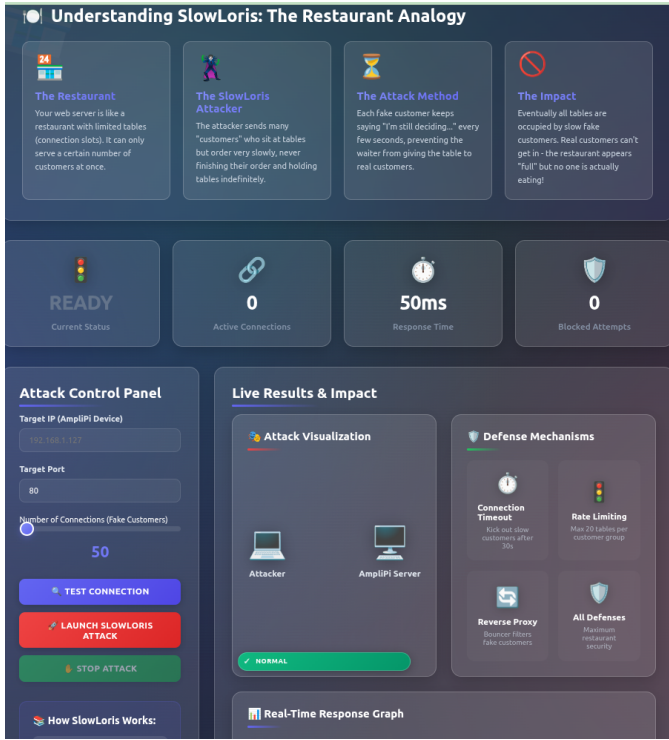 Understanding SlowLoris: The Restaurant Analogy
24
The Restaurant
Your web server is like a
restaurant with limited tables
(connection slots). It can only
serve a certain number of
customers at once.
The SlowLoris
Attacker
The attacker sends many
"customers" who sit at tables
but order very slowly, never
finishing their order and holding
tables indefinitely.
The Attack Method
Each fake customer keeps
saying "I'm still deciding..." every
few seconds, preventing the
waiter from giving the table to
real customers.
The Impact
Eventually all tables are
occupied by slow fake
customers. Real customers can't
get in - the restaurant appears
"full" but no one is actually
eating!
READY
Current Status
0
Active Connections
50ms
Response Time
0
Blocked Attempts
Attack Control Panel
Target IP (AmpliPi Device)
192.168.1.127
Target Port
80
Number of Connections (Fake Customers)
50
TEST CONNECTION
LAUNCH SLOWLORIS
ATTACK
STOP ATTACK
How SlowLoris Works:
Live Results & Impact
Attack Visualization
Attacker
AmpliPi Server
✓ NORMAL
Defense Mechanisms
Connection
Timeout
Kick out slow
customers after
30s
Rate Limiting
Max 20 tables per
customer group
Reverse Proxy
Bouncer filters
fake customers
All Defenses
Maximum
restaurant
security
Real-Time Response Graph